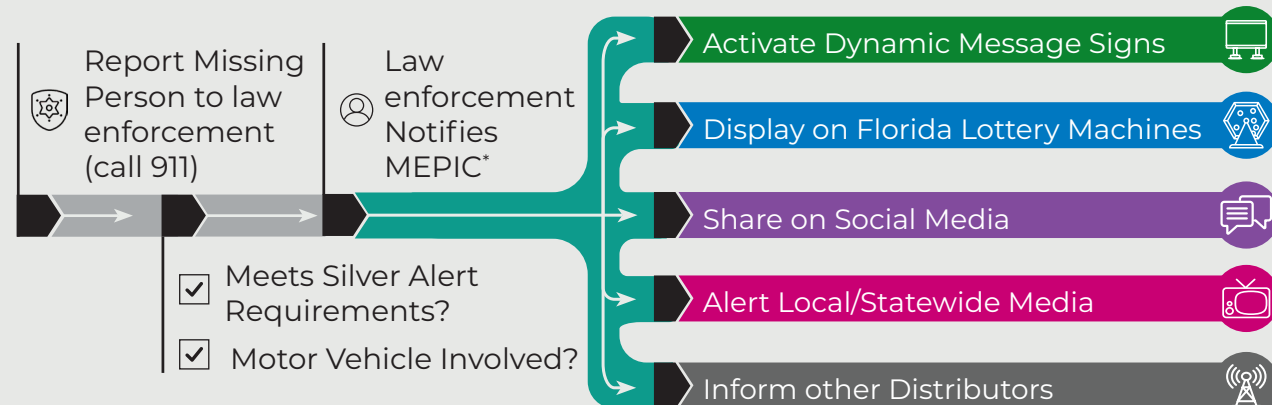 Report Missing
Person to law
enforcement
(call 911)
Meets Silver Alert
Requirements?
Motor Vehicle Involved?
Law
enforcement
Notifies
MEPIC*
Activate Dynamic Message Signs
Display on Florida Lottery Machines
Share on Social Media
Alert Local/Statewide Media
Inform other Distributors